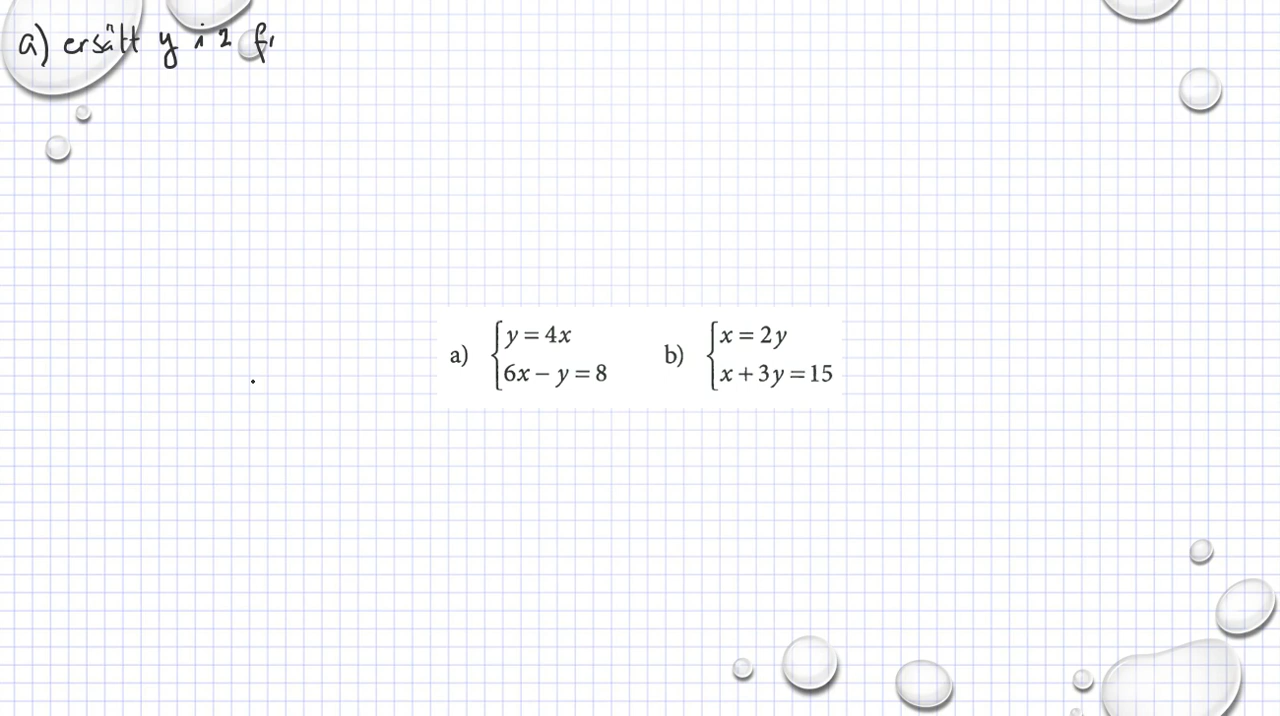 a) ersätt y i 2
a) { y = 4x
6x − y = 8
b) { x = 2y
x + 3y = 15